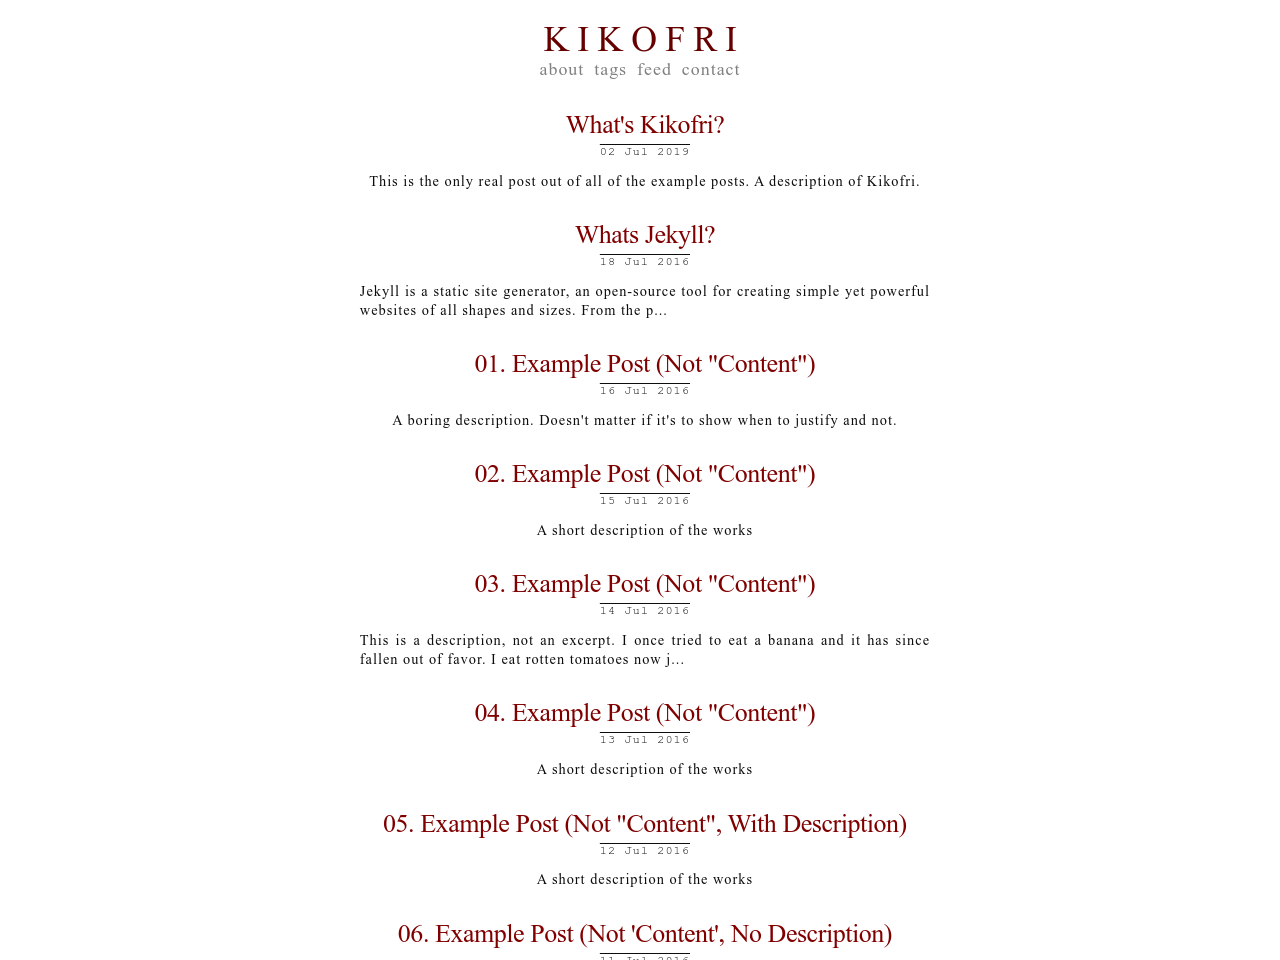 KIKOFRI
about tags feed contact
What's Kikofri?
02 Jul 2019
This is the only real post out of all of the example posts. A description of Kikofri.
Whats Jekyll?
18 Jul 2016
Jekyll is a static site generator, an open-source tool for creating simple yet powerful
websites of all shapes and sizes. From the p...
01. Example Post (Not "Content")
16 Jul 2016
A boring description. Doesn't matter if it's to show when to justify and not.
02. Example Post (Not "Content")
15 Jul 2016
A short description of the works
03. Example Post (Not "Content")
14 Jul 2016
This is a description, not an excerpt. I once tried to eat a banana and it has since
fallen out of favor. I eat rotten tomatoes now j...
04. Example Post (Not "Content")
13 Jul 2016
A short description of the works
05. Example Post (Not "Content", With Description)
12 Jul 2016
A short description of the works
06. Example Post (Not 'Content', No Description)
11 Jul 2016